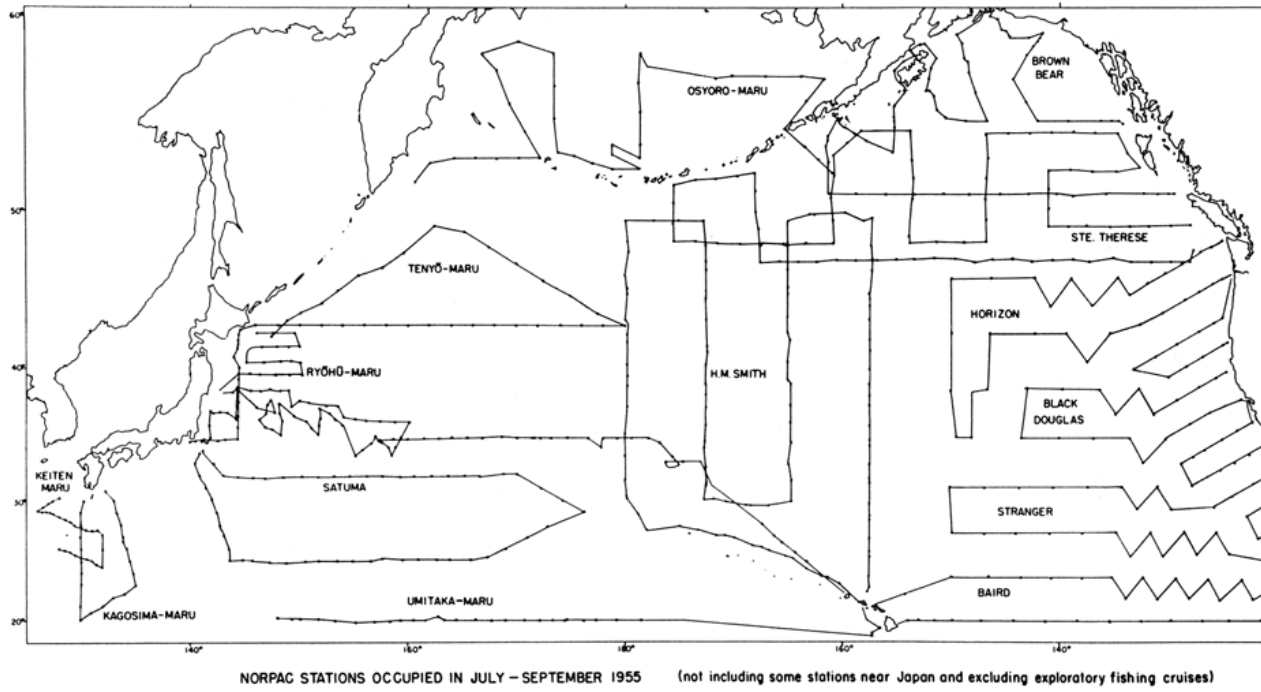 60°
BROWN
BEAR
OSYORO-MARU
50°
STE. THERESE
TENYŌ-MARU
HORIZON
40°
RYŌHŪ-MARU
H.M. SMITH
BLACK
DOUGLAS
KEITEN
MARU
SATUMA
30°
STRANGER
BAIRD
UMITAKA-MARU
KAGOSIMA-MARU
20°
140° 160° 180° 160° 140°
NORPAC STATIONS OCCUPIED IN JULY – SEPTEMBER 1955 (not including some stations near Japan and excluding exploratory fishing cruises)